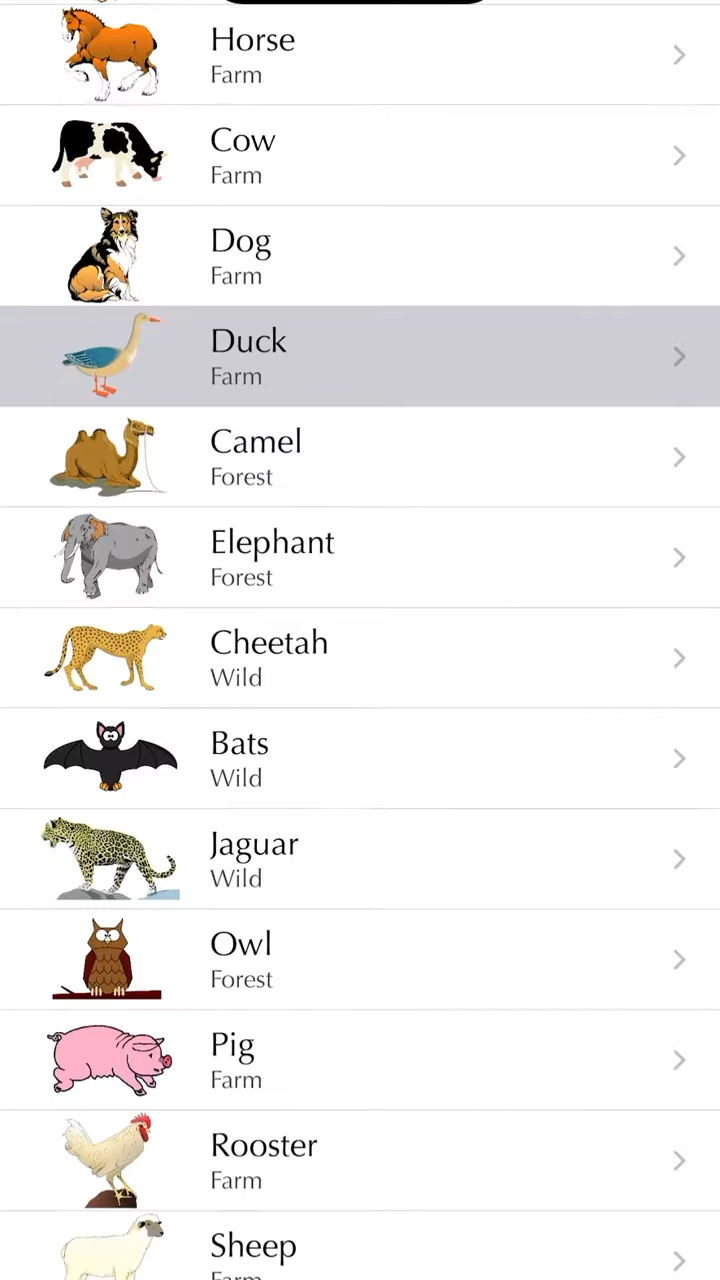 Horse
Farm
Cow
Farm
Dog
Farm
Duck
Farm
Camel
Forest
Elephant
Forest
Cheetah
Wild
Bats
Wild
Jaguar
Wild
Owl
Forest
Pig
Farm
Rooster
Farm
Sheep
Farm